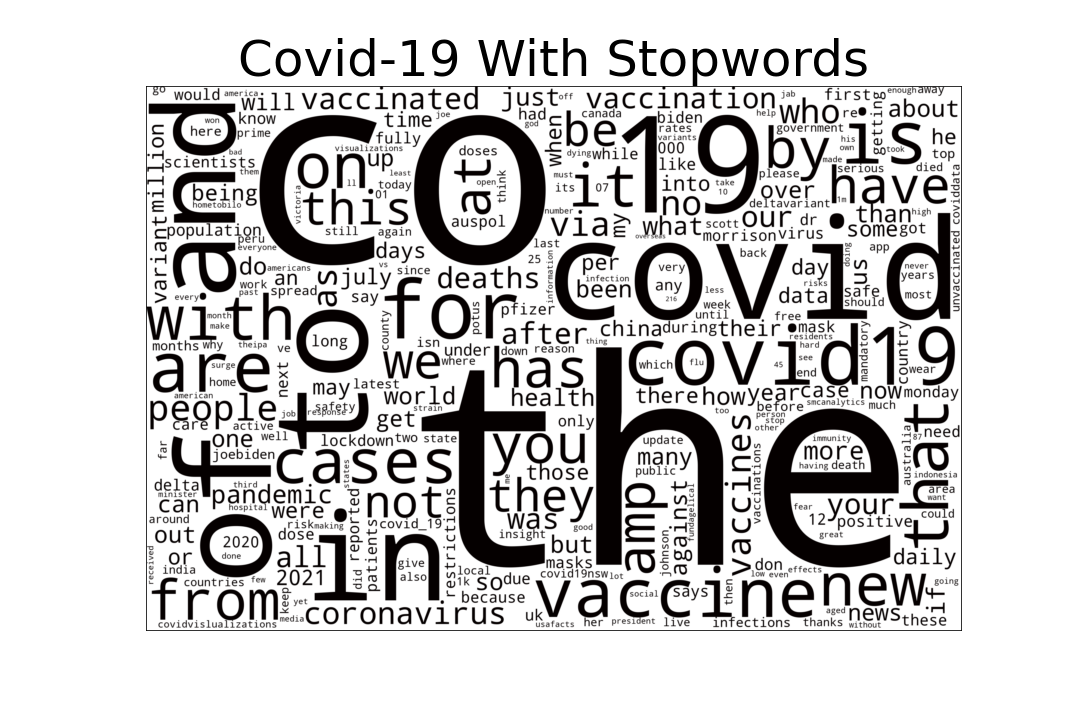 Covid-19 With Stopwords
go would america will vaccinated just off vaccination jab first enough away
won know time joe had canada biden help who re getting about
here prime fully god be rates government his he
and co when 19 by is
bad visualizations doses dying while variants 000 own took top
scientists them on up least at must it like made serious died
million being 11 today open think its 07 into take 10 please over have
hometobilo victoria this 01 auspol number no deltavariant our than high
population still again via my what scott dr some got unvaccinated coviddata
peru everyone days last overseas morrison virus app
variant do americans vs 25 information covid back doing
an july since deaths per very day us never years
work past spread say infection been any risks safe most
every to as for pfizer 216 less data should
with month make county potus after week until free
china during their mask
months why theipa ve long isn under down reason thing residents
are we where has which flu covid19 hard see mandatory country
surge next 45 end wear
home may latest world health there how year case now monday
american safety strain too before smcanalytics much
people job response get only person stop
care active of the you update other vaccines that
one well lockdown two state many immunity more 87 need
joebiden cases those public having death australia
far states me vaccinations indonesia
delta third not they amp against fundagelical your area
minister pandemic hospital fear want
can were covid_19 was good 12 positive could
around risk making reported patients restrictions insight great
out 2020 dose in but johnson
or done all give masks don daily
india 2021 did also local covid19nsw lot low even effects
received countries few 1k so due vaccine says then new going
from keep yet because social aged if
media coronavirus uk news these
covidvislualizations usafacts her president live infections thanks without